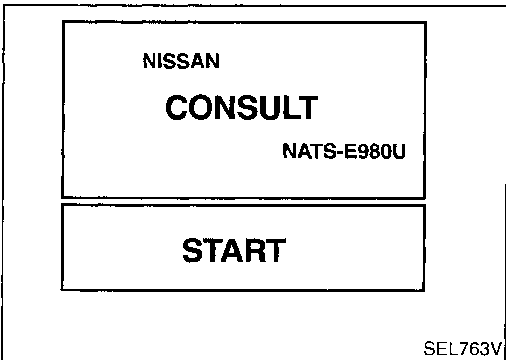 NISSAN
CONSULT
NATS-E980U
START
SEL763V